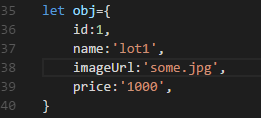 35 let obj={
36 id:1,
37 name:'lot1',
38 imageUrl:'some.jpg',
39 price:'1000',
40 }